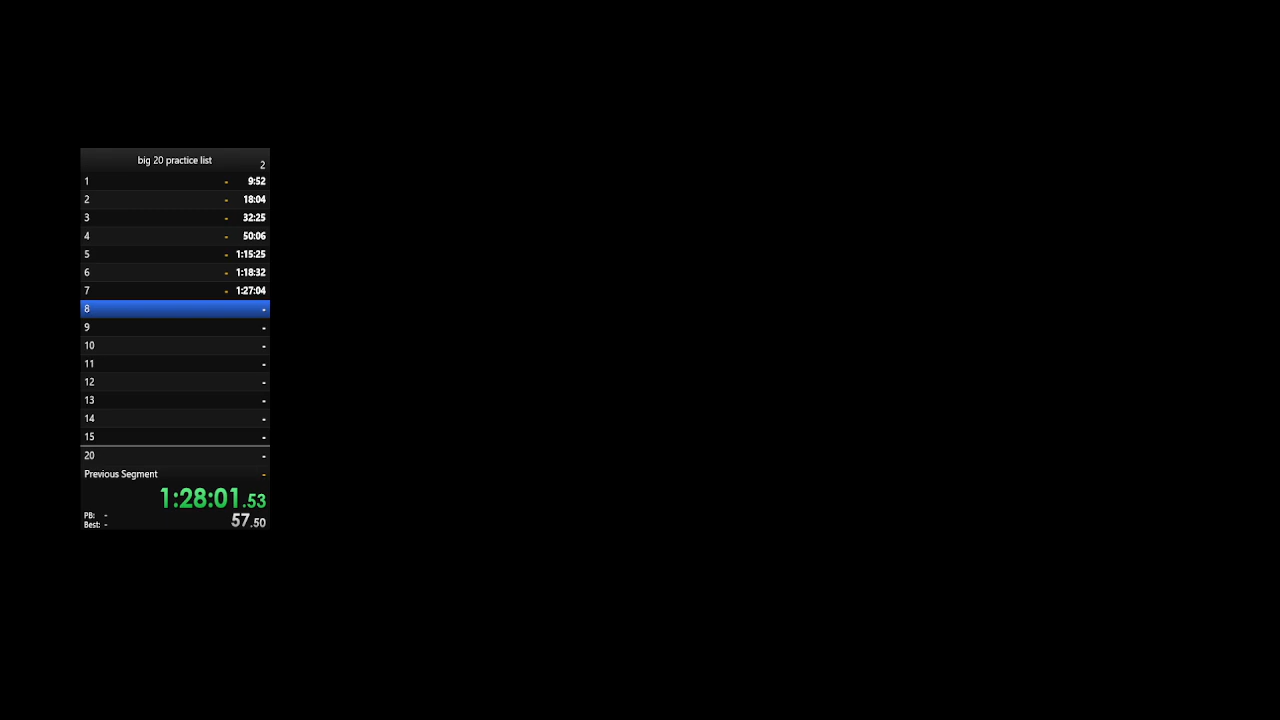 big 20 practice list
2
1 - 9:52
2 - 18:04
3 - 32:25
4 - 50:06
5 - 1:15:25
6 - 1:18:32
7 - 1:27:04
8 -
9 -
10 -
11 -
12 -
13 -
14 -
15 -
20 -
Previous Segment -
1:28:01.53
PB: -
Best: -
57.50